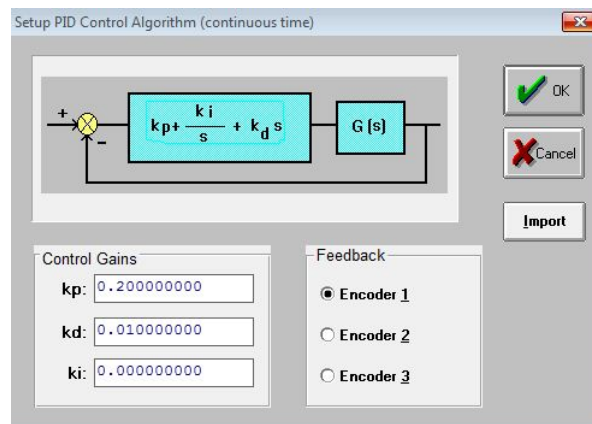 Setup PID Control Algorithm (continuous time)
+
-
kp+ ki/s + kd s
G(s)
OK
Cancel
Import
Control Gains
kp: 0.200000000
kd: 0.010000000
ki: 0.000000000
Feedback
Encoder 1
Encoder 2
Encoder 3